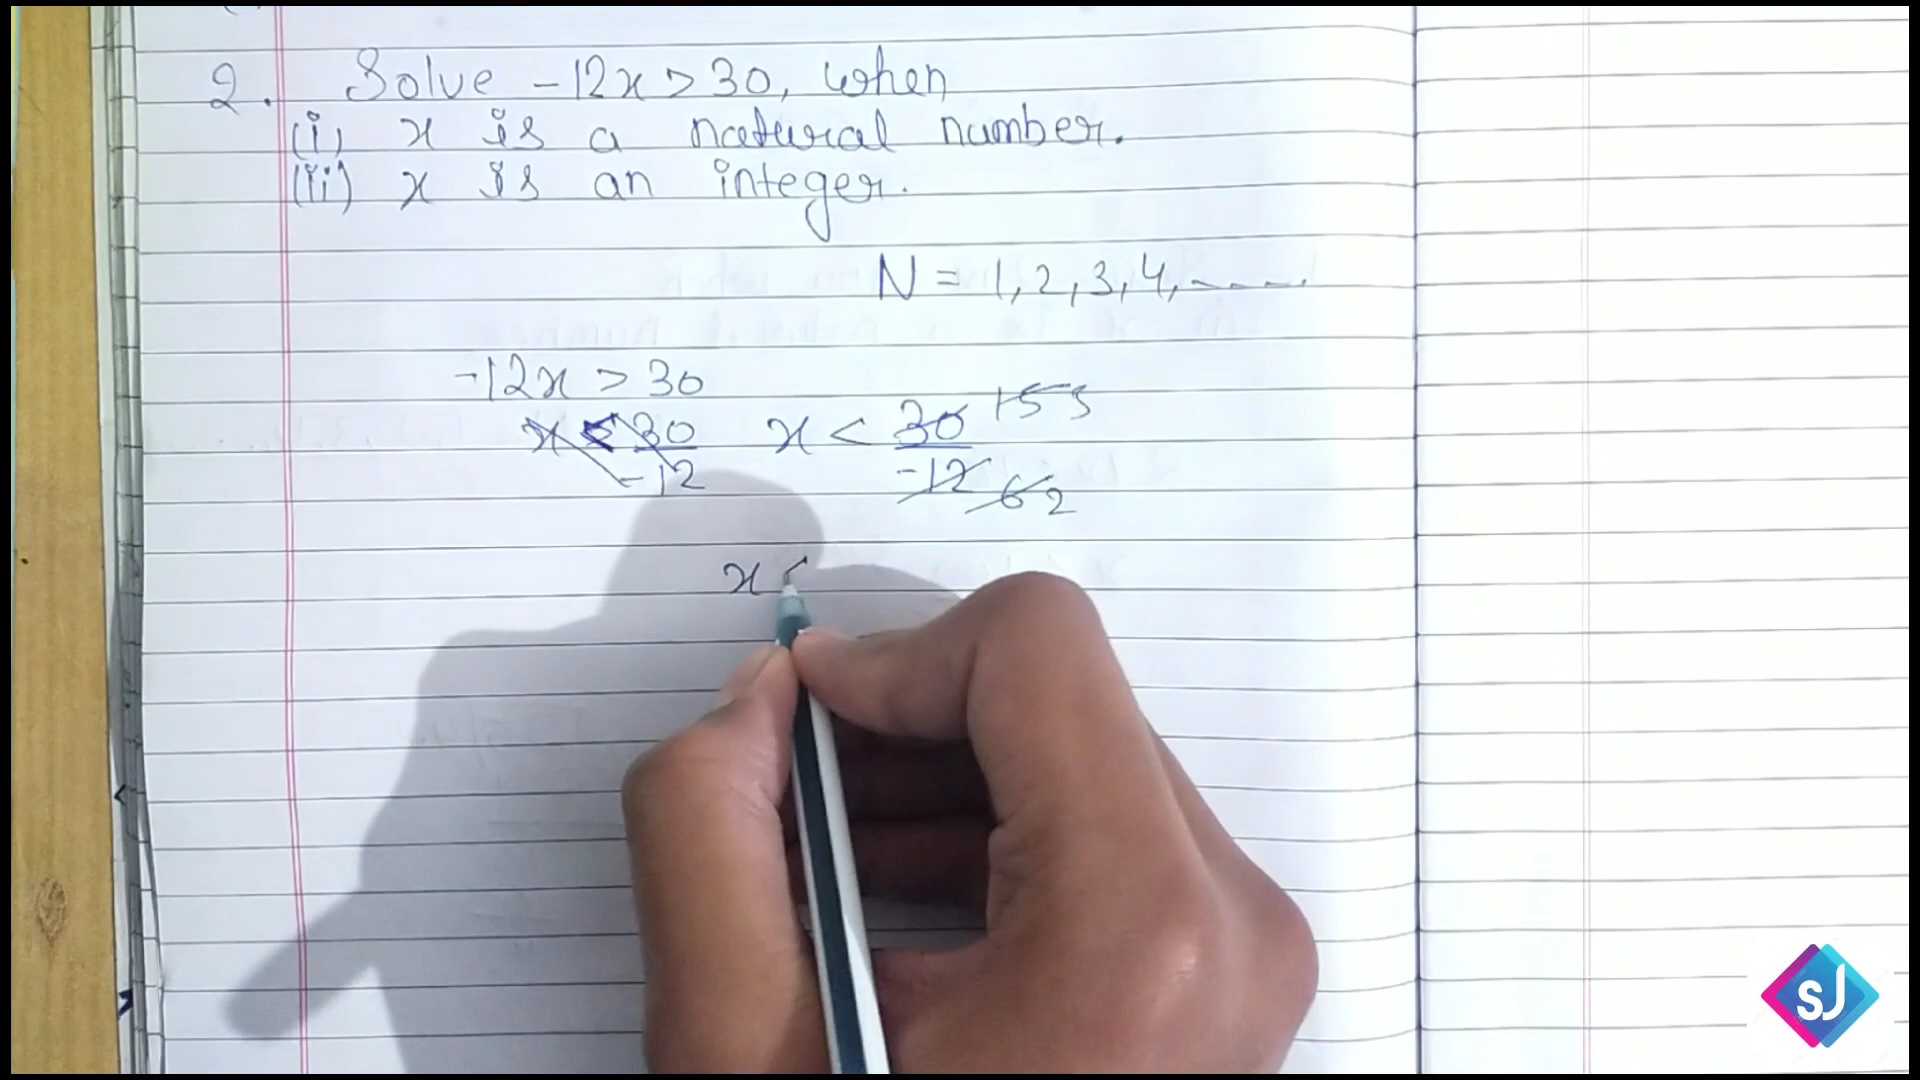 2. Solve -12x > 30, when
(i) x is a natural number.
(ii) x is an integer.
N = 1, 2, 3, 4, -----.
-12x > 30
x < 30 x < 30 15 5
-12 -12 6 2
x <
SJ